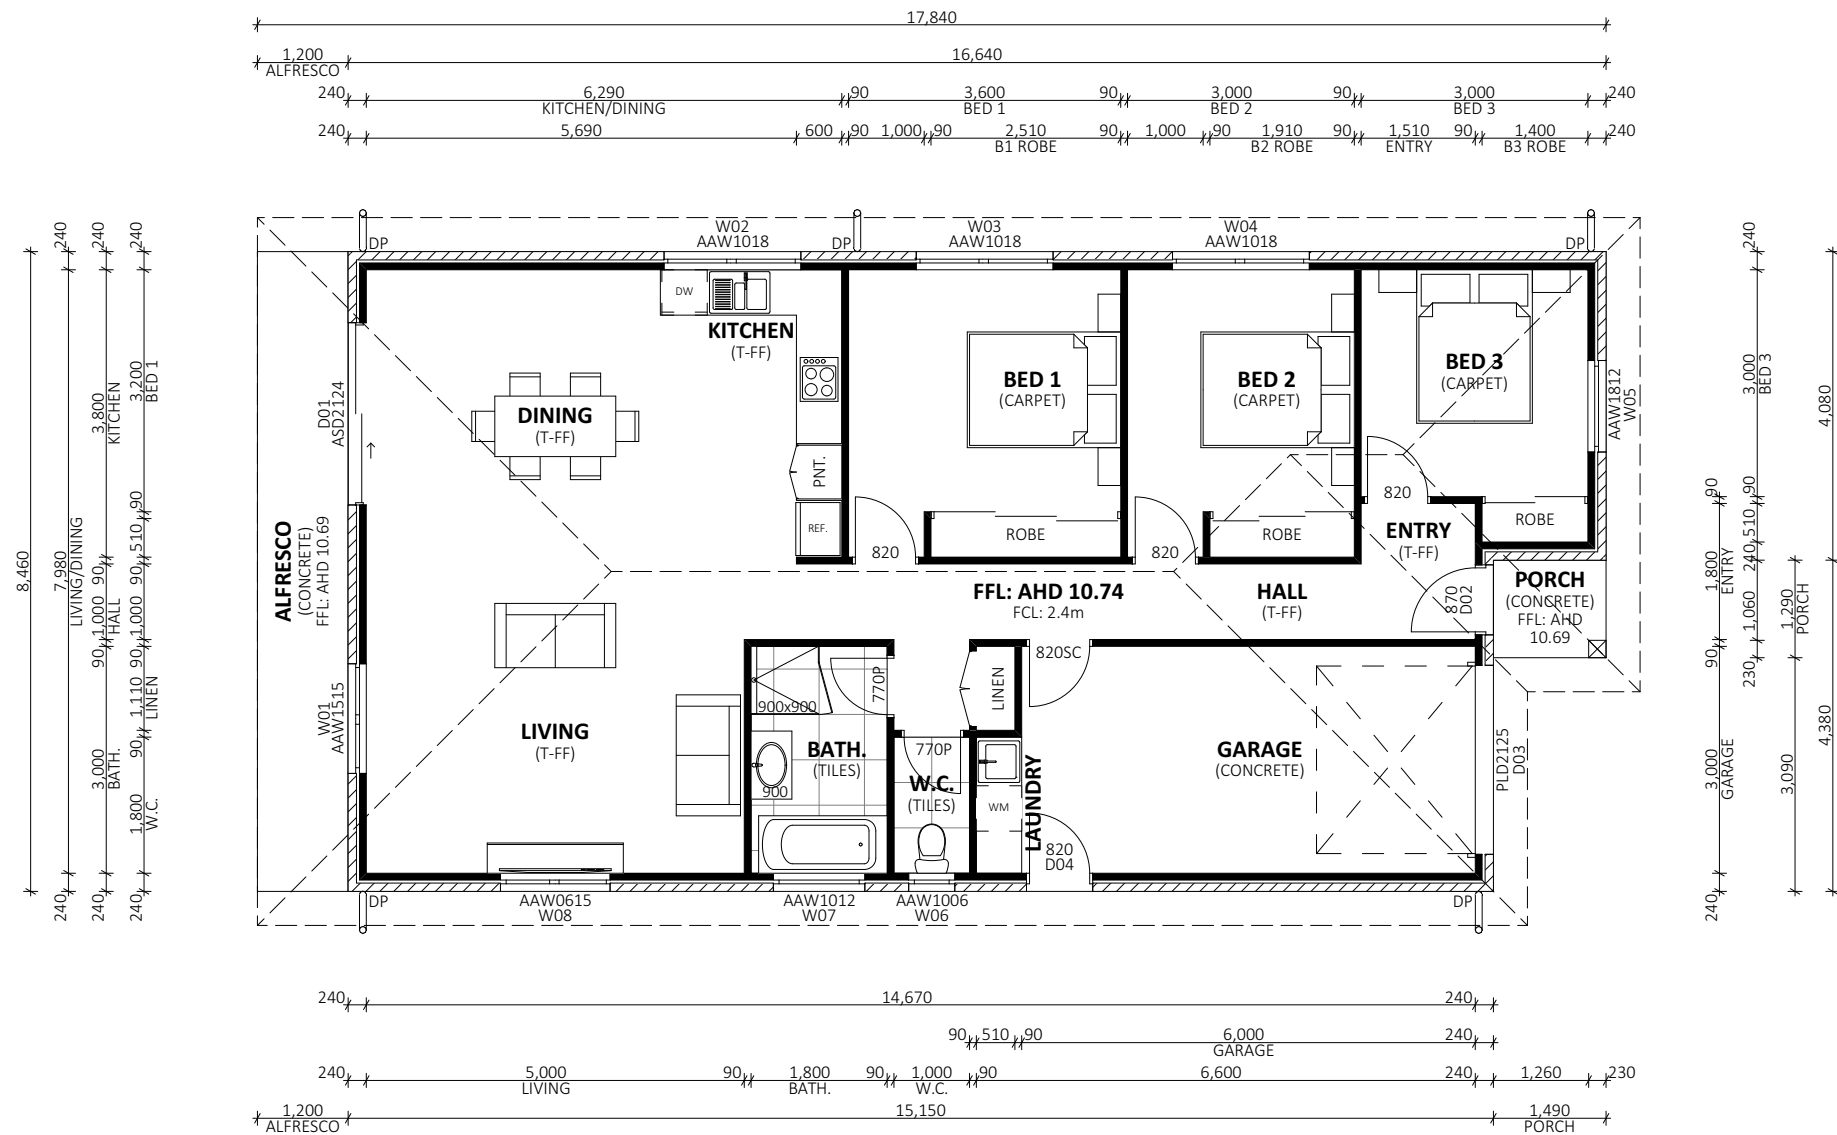 17,840
1,200 16,640
ALFRESCO
240 6,290 90 3,600 90 3,000 90 3,000 240
KITCHEN/DINING BED 1 BED 2 BED 3
240 5,690 600 90 1,000 90 2,510 90 1,000 90 1,910 90 1,510 90 1,400 240
B1 ROBE B2 ROBE ENTRY B3 ROBE
8,460
240 7,980 240
LIVING/DINING
240 3,800 90 1,000 90 3,000 240
KITCHEN HALL BATH.
240 3,200 90 510 90 1,000 90 1,110 90 1,800 240
BED 1 LINEN W.C.
W02
AAW1018
W03
AAW1018
W04
AAW1018
DP
DP
DP
DW
KITCHEN
(T-FF)
BED 1
(CARPET)
BED 2
(CARPET)
BED 3
(CARPET)
DINING
(T-FF)
D01
ASD2124
AAW1812
W05
PNT.
REF.
820
ROBE
820
ROBE
820
ROBE
ENTRY
(T-FF)
ALFRESCO
(CONCRETE)
FFL: AHD 10.69
FFL: AHD 10.74
FCL: 2.4m
HALL
(T-FF)
870
D02
PORCH
(CONCRETE)
FFL: AHD
10.69
820SC
770P
LINEN
900x900
W01
AAW1515
LIVING
(T-FF)
BATH.
(TILES)
900
770P
W.C.
(TILES)
WM
LAUNDRY
GARAGE
(CONCRETE)
PLD2125
D03
820
D04
DP
AAW0615
W08
AAW1012
W07
AAW1006
W06
DP
240 3,000 90 510 240 1,060 230
BED 3
90 1,800 90 3,000 240
ENTRY GARAGE
1,290 3,090
PORCH
4,080 4,380
240 14,670 240
90 510 90 6,000 240
GARAGE
240 5,000 90 1,800 90 1,000 90 6,600 240 1,260 230
LIVING BATH. W.C.
1,200 15,150 1,490
ALFRESCO PORCH